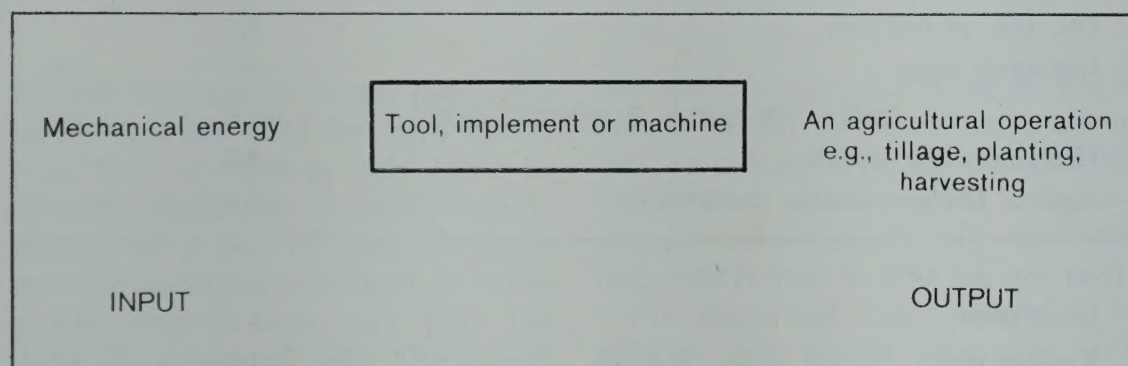 Mechanical energy
Tool, implement or machine
An agricultural operation
e.g., tillage, planting,
harvesting
INPUT
OUTPUT